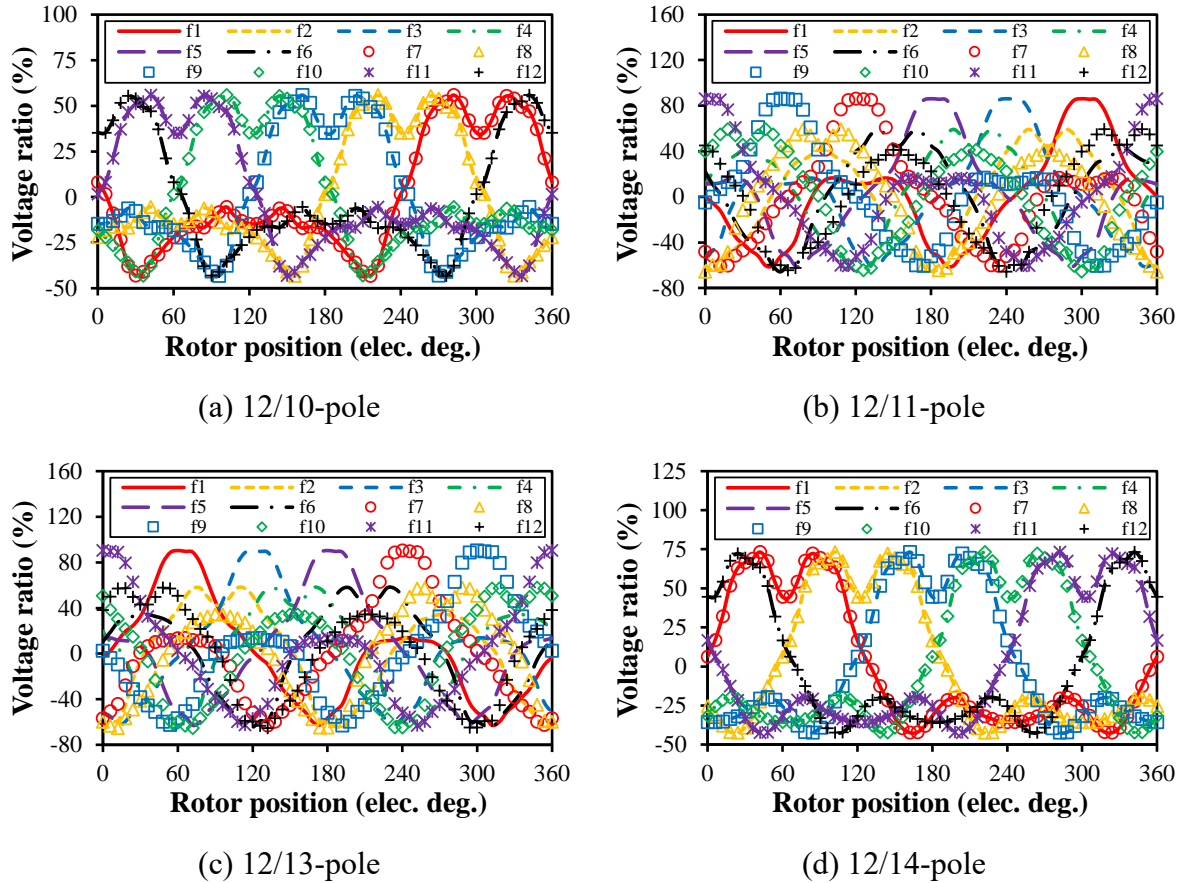 100
75
50
25
0
-25
-50
Voltage ratio (%)
f1 f2 f3 f4
f5 f6 f7 f8
f9 f10 f11 f12
0 60 120 180 240 300 360
Rotor position (elec. deg.)
(a) 12/10-pole
160
120
80
40
0
-40
-80
Voltage ratio (%)
f1 f2 f3 f4
f5 f6 f7 f8
f9 f10 f11 f12
0 60 120 180 240 300 360
Rotor position (elec. deg.)
(b) 12/11-pole
160
120
80
40
0
-40
-80
Voltage ratio (%)
f1 f2 f3 f4
f5 f6 f7 f8
f9 f10 f11 f12
0 60 120 180 240 300 360
Rotor position (elec. deg.)
(c) 12/13-pole
125
100
75
50
25
0
-25
-50
Voltage ratio (%)
f1 f2 f3 f4
f5 f6 f7 f8
f9 f10 f11 f12
0 60 120 180 240 300 360
Rotor position (elec. deg.)
(d) 12/14-pole